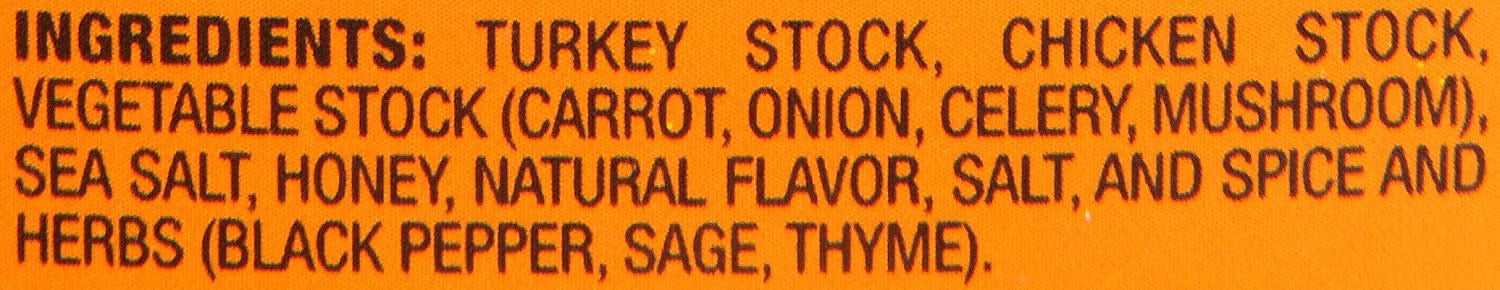 INGREDIENTS: TURKEY STOCK, CHICKEN STOCK,
VEGETABLE STOCK (CARROT, ONION, CELERY, MUSHROOM),
SEA SALT, HONEY, NATURAL FLAVOR, SALT, AND SPICE AND
HERBS (BLACK PEPPER, SAGE, THYME).